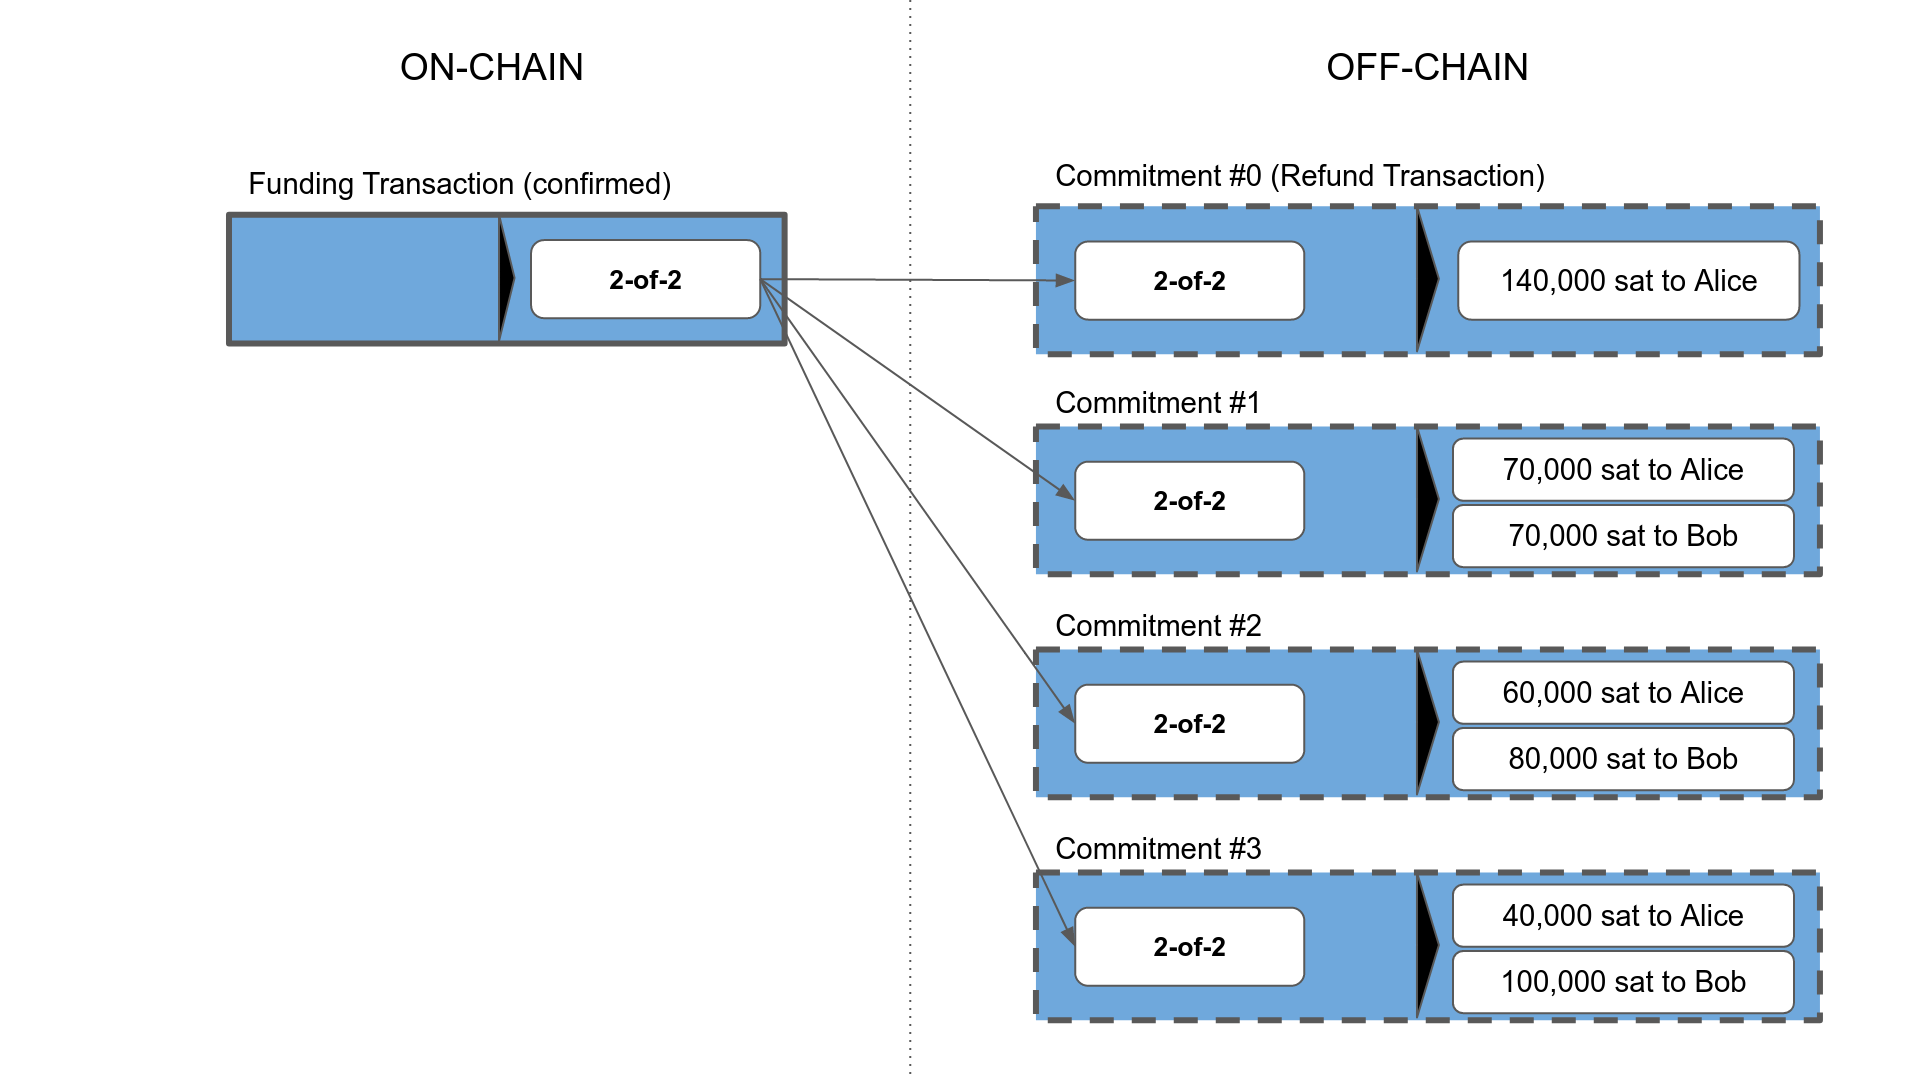 ON-CHAIN
OFF-CHAIN
Funding Transaction (confirmed)
2-of-2
Commitment #0 (Refund Transaction)
2-of-2
140,000 sat to Alice
Commitment #1
2-of-2
70,000 sat to Alice
70,000 sat to Bob
Commitment #2
2-of-2
60,000 sat to Alice
80,000 sat to Bob
Commitment #3
2-of-2
40,000 sat to Alice
100,000 sat to Bob